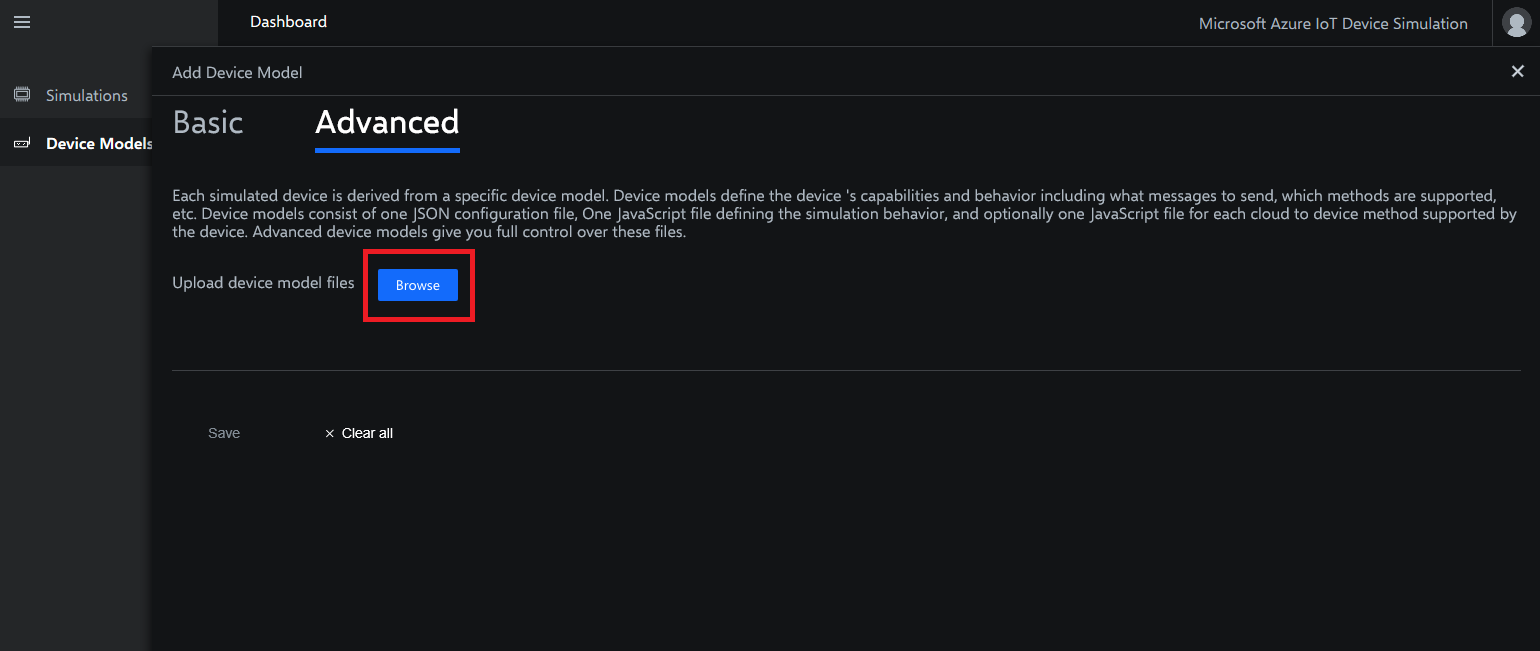 Dashboard
Microsoft Azure IoT Device Simulation
Add Device Model
Simulations
Device Models
Basic
Advanced
Each simulated device is derived from a specific device model. Device models define the device 's capabilities and behavior including what messages to send, which methods are supported,
etc. Device models consist of one JSON configuration file, One JavaScript file defining the simulation behavior, and optionally one JavaScript file for each cloud to device method supported by
the device. Advanced device models give you full control over these files.
Upload device model files
Browse
Save
Clear all